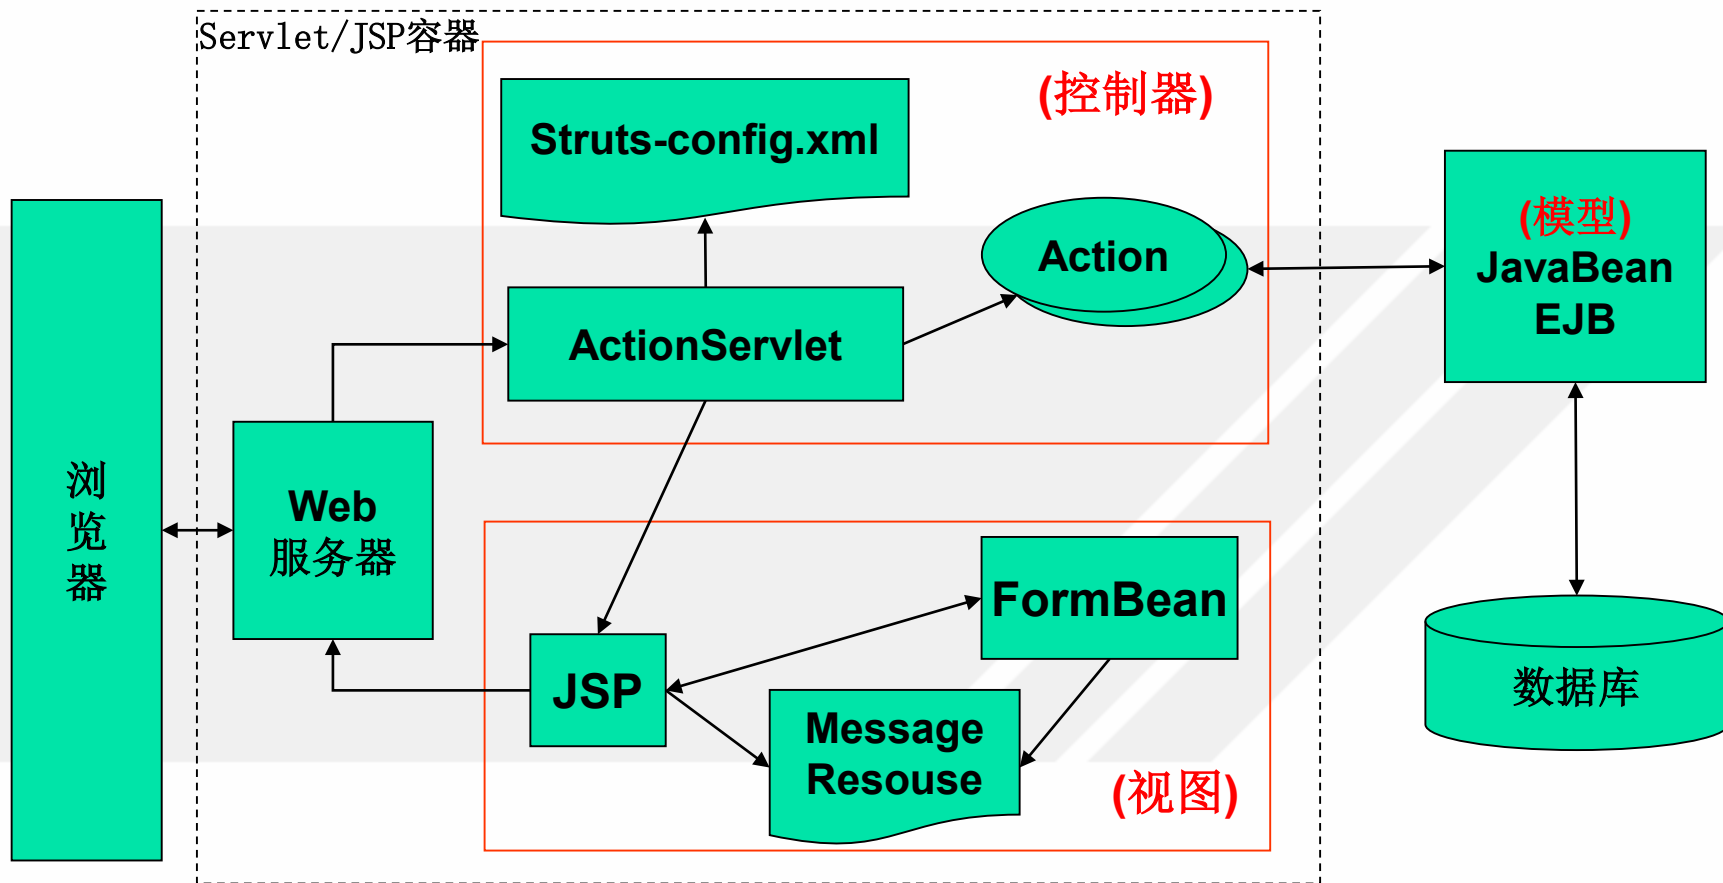 Servlet/JSP容器
(控制器)
Struts-config.xml
Action
(模型)
JavaBean
EJB
ActionServlet
浏
览
器
Web
服务器
FormBean
JSP
Message
Resouse
数据库
(视图)